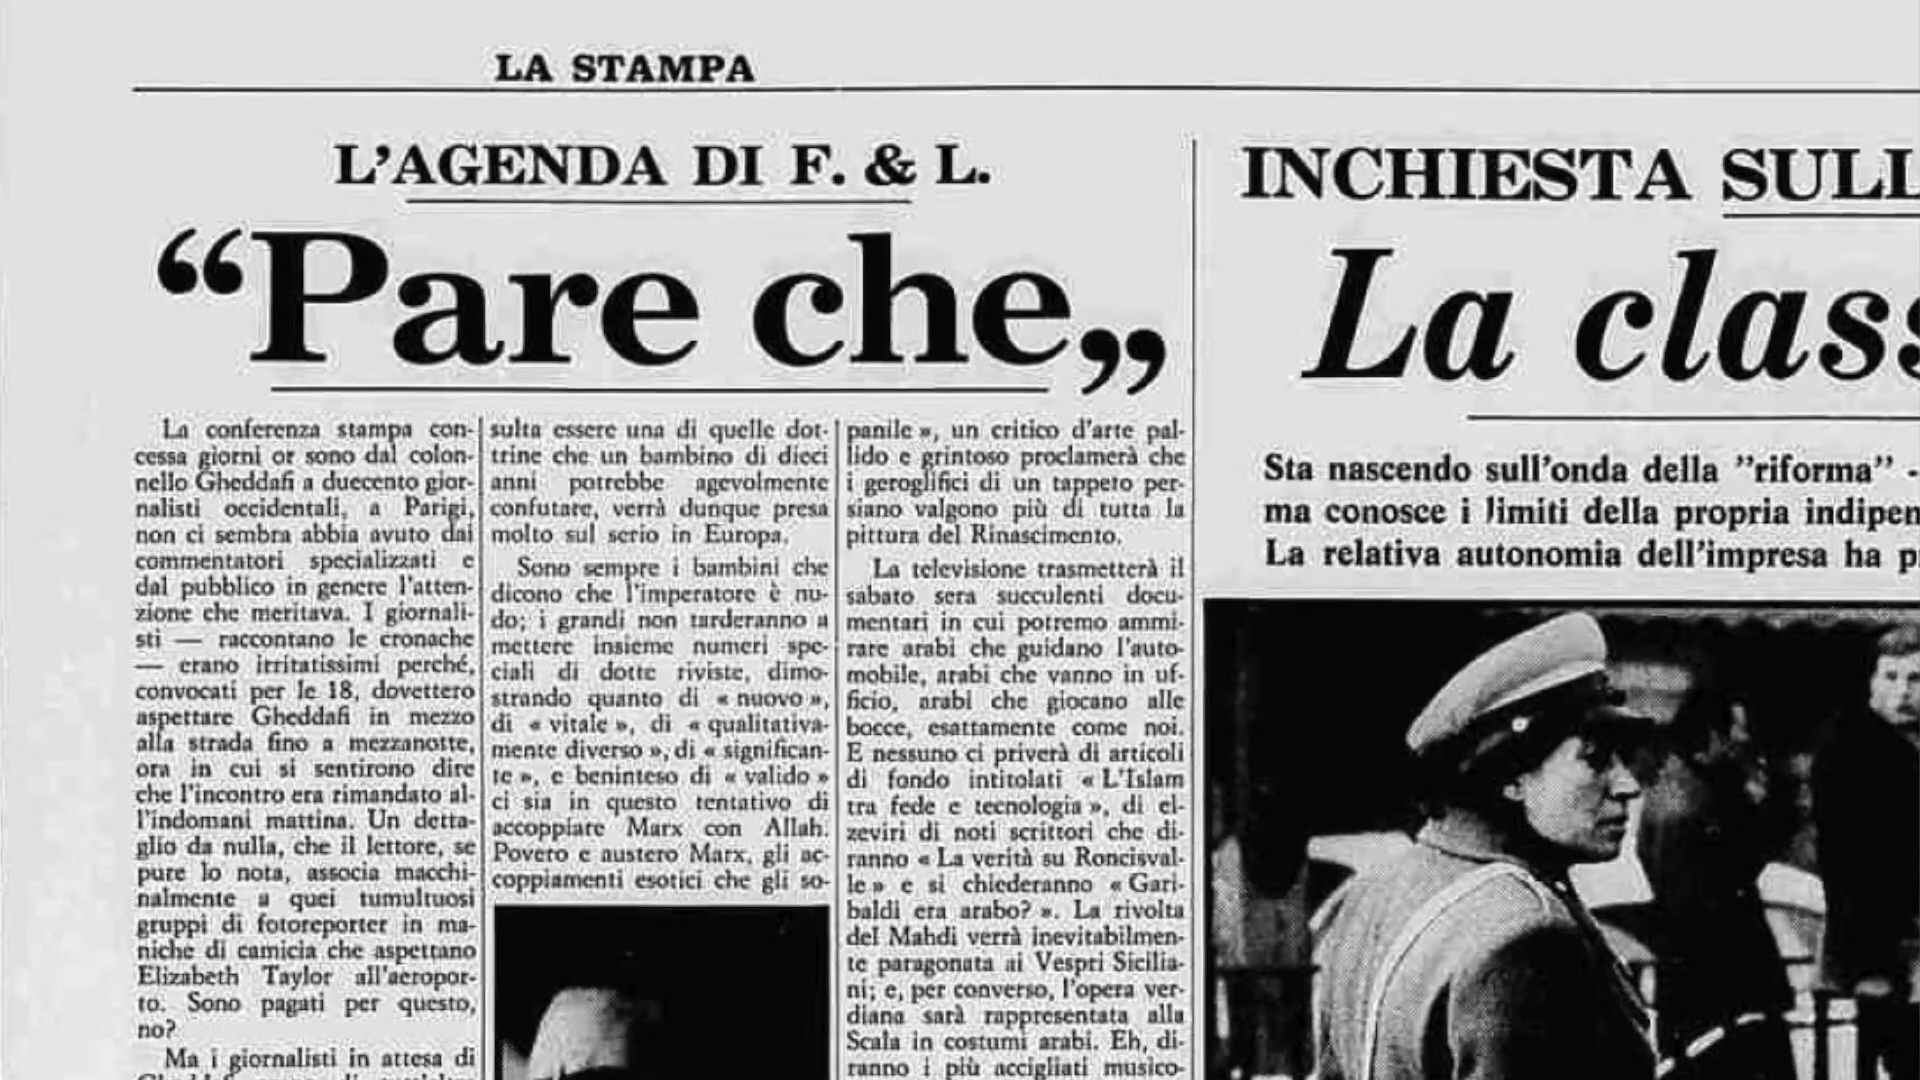 LA STAMPA
L'AGENDA DI F. & L.
“Pare che„
La conferenza stampa con-
cessa giorni or sono dal colon-
nello Gheddafi a duecento gior-
nalisti occidentali, a Parigi,
non ci sembra abbia avuto dai
commentatori specializzati e
dal pubblico in genere l'atten-
zione che meritava. I giornali-
sti — raccontano le cronache
— erano irritatissimi perché,
convocati per le 18, dovettero
aspettare Gheddafi in mezzo
alla strada fino a mezzanotte,
ora in cui si sentirono dire
che l'incontro era rimandato al-
l'indomani mattina. Un detta-
glio da nulla, che il lettore, se
pure lo nota, associa macchi-
nalmente a quei tumultuosi
gruppi di fotoreporter in ma-
niche di camicia che aspettano
Elizabeth Taylor all'aeropor-
to. Sono pagati per questo,
no?
Ma i giornalisti in attesa di
sulta essere una di quelle dot-
trine che un bambino di dieci
anni potrebbe agevolmente
confutare, verrà dunque presa
molto sul serio in Europa.
Sono sempre i bambini che
dicono che l'imperatore è nu-
do; i grandi non tarderanno a
mettere insieme numeri spe-
ciali di dotte riviste, dimo-
strando quanto di « nuovo »,
di « vitale », di « qualitativa-
mente diverso », di « significan-
te », e beninteso di « valido »
ci sia in questo tentativo di
accoppiare Marx con Allah.
Povero e austero Marx, gli ac-
coppiamenti esotici che gli so-
panile », un critico d'arte pal-
lido e grintoso proclamerà che
i geroglifici di un tappeto per-
siano valgono più di tutta la
pittura del Rinascimento.
La televisione trasmetterà il
sabato sera succulenti docu-
mentari in cui potremo ammi-
rare arabi che guidano l'auto-
mobile, arabi che vanno in uf-
ficio, arabi che giocano alle
bocce, esattamente come noi.
E nessuno ci priverà di articoli
di fondo intitolati « L'Islam
tra fede e tecnologia », di el-
zeviri di noti scrittori che di-
ranno « La verità su Roncisval-
le » e si chiederanno « Gari-
baldi era arabo? ». La rivolta
del Mahdi verrà inevitabilmen-
te paragonata ai Vespri Sicilia-
ni; e, per converso, l'opera ver-
diana sarà rappresentata alla
Scala in costumi arabi. Eh, di-
ranno i più accigliati musico-
INCHIESTA SULL
La class
Sta nascendo sull'onda della ”riforma” -
ma conosce i limiti della propria indipen
La relativa autonomia dell'impresa ha p